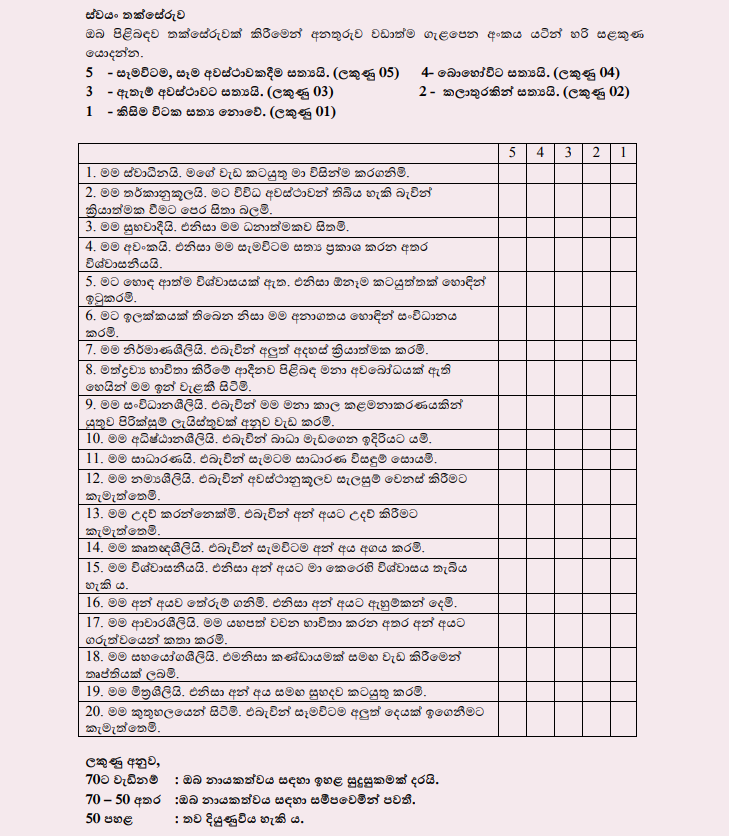 ස්වයං තක්සේරුව
ඔබ පිළිබඳව තක්සේරුවක් කිරීමෙන් අනතුරුව වඩාත්ම ගැළපෙන අංකය යටින් හරි සළකුණ
යොදන්න.
5 - සෑමවිටම, සෑම අවස්ථාවකදීම සත්‍යයි. (ලකුණු 05) 4- බොහෝවිට සත්‍යයි. (ලකුණු 04)
3 - ඇතැම් අවස්ථාවට සත්‍යයි. (ලකුණු 03) 2 - කලාතුරකින් සත්‍යයි. (ලකුණු 02)
1 - කිසිම විටක සත්‍ය නොවේ. (ලකුණු 01)
5 4 3 2 1
1. මම ස්වාධීනයි. මගේ වැඩ කටයුතු මා විසින්ම කරගනිමි.
2. මම තර්කානුකූලයි. මට විවිධ අවස්ථාවන් තිබිය හැකි බැවින්
ක්‍රියාත්මක වීමට පෙර සිතා බලමි.
3. මම සුභවාදීයි. එනිසා මම ධනාත්මකව සිතමි.
4. මම අවංකයි. එනිසා මම සැමවිටම සත්‍ය ප්‍රකාශ කරන අතර
විශ්වාසනීයයි.
5. මට හොඳ ආත්ම විශ්වාසයක් ඇත. එනිසා ඕනෑම කටයුත්තක් හොඳින්
ඉටුකරමි.
6. මට ඉලක්කයක් තිබෙන නිසා මම අනාගතය හොඳින් සංවිධානය
කරමි.
7. මම නිර්මාණශීලියි. එබැවින් අලුත් අදහස් ක්‍රියාත්මක කරමි.
8. මත්ද්‍රව්‍ය භාවිතා කිරීමේ ආදීනව පිළිබඳ මනා අවබෝධයක් ඇති
හෙයින් මම ඉන් වැළකී සිටිමි.
9. මම සංවිධානශීලියි. එබැවින් මම මනා කාල කළමනාකරණයකින්
යුතුව පිරික්සුම් ලැයිස්තුවක් අනුව වැඩ කරමි.
10. මම අධිෂ්ඨානශීලියි. එබැවින් බාධා මැඩගෙන ඉදිරියට යමි.
11. මම සාධාරණයි. එබැවින් සැමටම සාධාරණ විසඳුම් සොයමි.
12. මම නම්‍යශීලියි. එබැවින් අවස්ථානුකූලව සැලසුම් වෙනස් කිරීමට
කැමැත්තෙමි.
13. මම උදව් කරන්නෙක්මි. එබැවින් අන් අයට උදව් කිරීමට
කැමැත්තෙමි.
14. මම කෘතඥශීලියි. එබැවින් සැමවිටම අන් අය අගය කරමි.
15. මම විශ්වාසනීයයි. එනිසා අන් අයට මා කෙරෙහි විශ්වාසය තැබිය
හැකි ය.
16. මම අන් අයව තේරුම් ගනිමි. එනිසා අන් අයට ඇහුම්කන් දෙමි.
17. මම ආචාරශීලියි. මම යහපත් වචන භාවිතා කරන අතර අන් අයට
ගරුත්වයෙන් කතා කරමි.
18. මම සහයෝගශීලියි. එමනිසා කණ්ඩායමක් සමඟ වැඩ කිරීමෙන්
තෘප්තියක් ලබමි.
19. මම මිත්‍රශීලියි. එනිසා අන් අය සමඟ සුහදව කටයුතු කරමි.
20. මම කුතුහලයෙන් සිටිමි. එබැවින් සෑමවිටම අලුත් දෙයක් ඉගෙනීමට
කැමැත්තෙමි.
ලකුණු අනුව,
70ට වැඩිනම් : ඔබ නායකත්වය සඳහා ඉහළ සුදුසුකමක් දරයි.
70 – 50 අතර :ඔබ නායකත්වය සඳහා සමීපවෙමින් පවතී.
50 පහළ : තව දියුණුවිය හැකි ය.